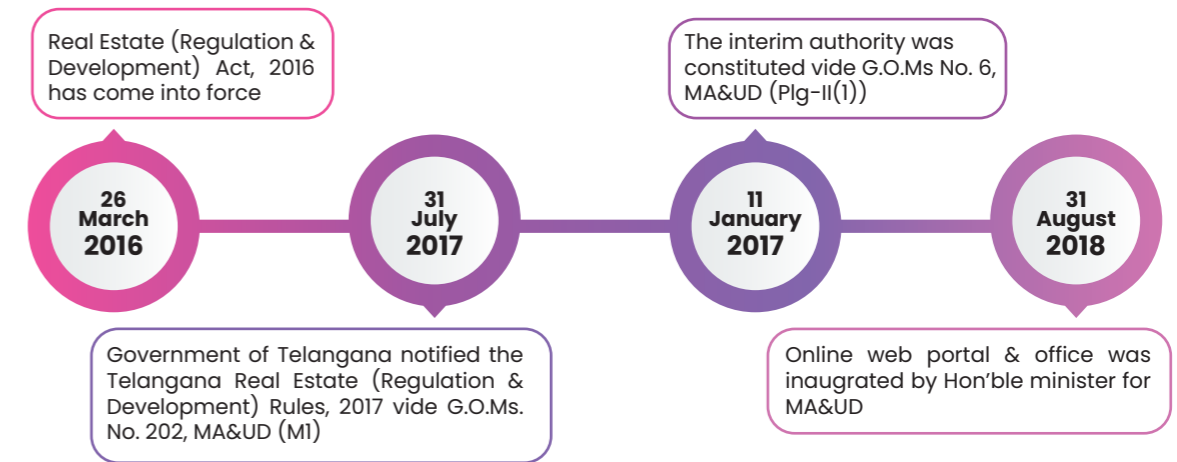 Real Estate (Regulation &
Development) Act, 2016
has come into force
26
March
2016
31
July
2017
Government of Telangana notified the
Telangana Real Estate (Regulation &
Development) Rules, 2017 vide G.O.Ms.
No. 202, MA&UD (M1)
The interim authority was
constituted vide G.O.Ms No. 6,
MA&UD (Plg-II(1))
11
January
2017
31
August
2018
Online web portal & office was
inaugrated by Hon'ble minister for
MA&UD